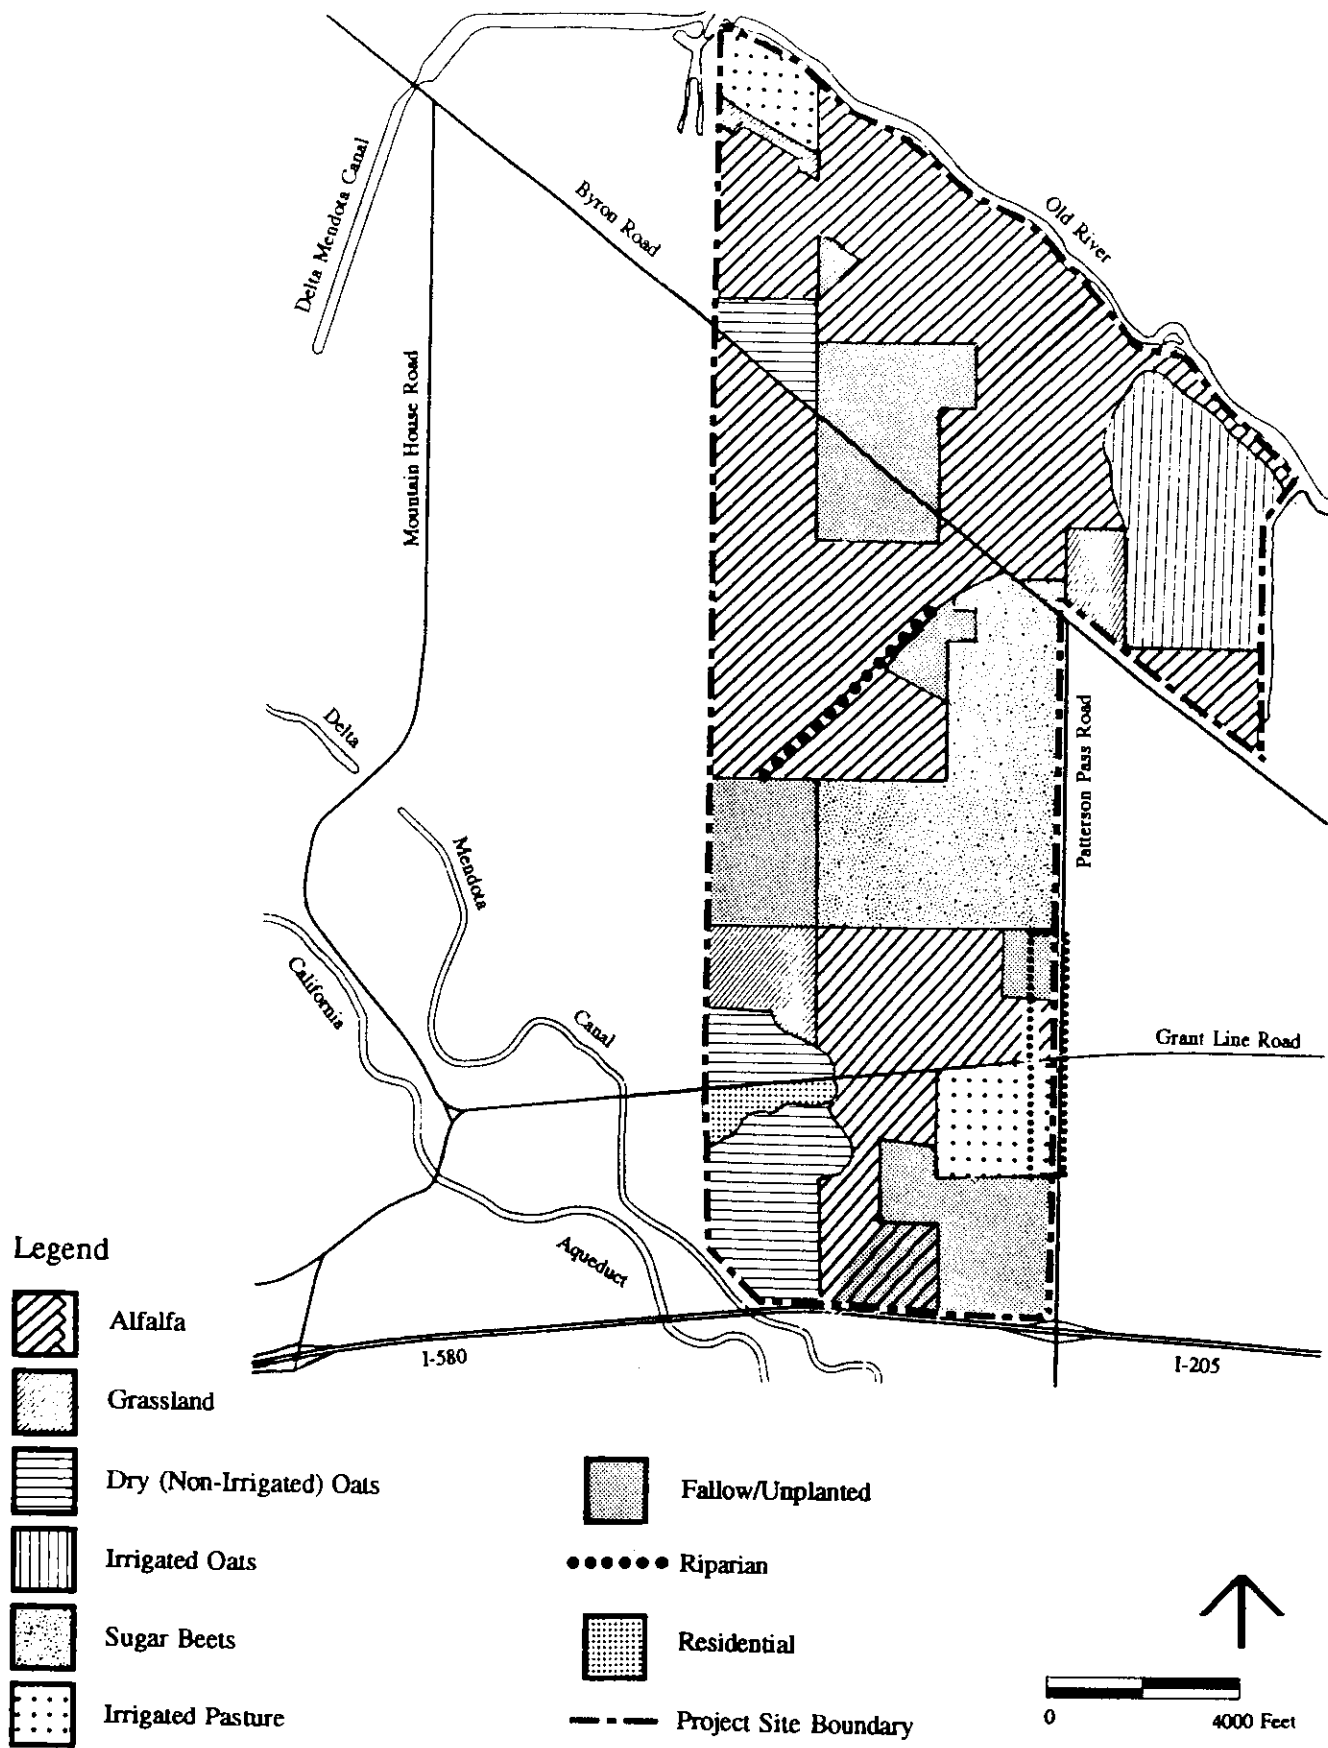 Delta Mendota Canal
Byron Road
Old River
Mountain House Road
Delta
Mendota
Canal
California
Aqueduct
Patterson Pass Road
Grant Line Road
I-580
I-205
Legend
Alfalfa
Grassland
Dry (Non-Irrigated) Oats
Irrigated Oats
Sugar Beets
Irrigated Pasture
Fallow/Unplanted
Riparian
Residential
Project Site Boundary
0 4000 Feet